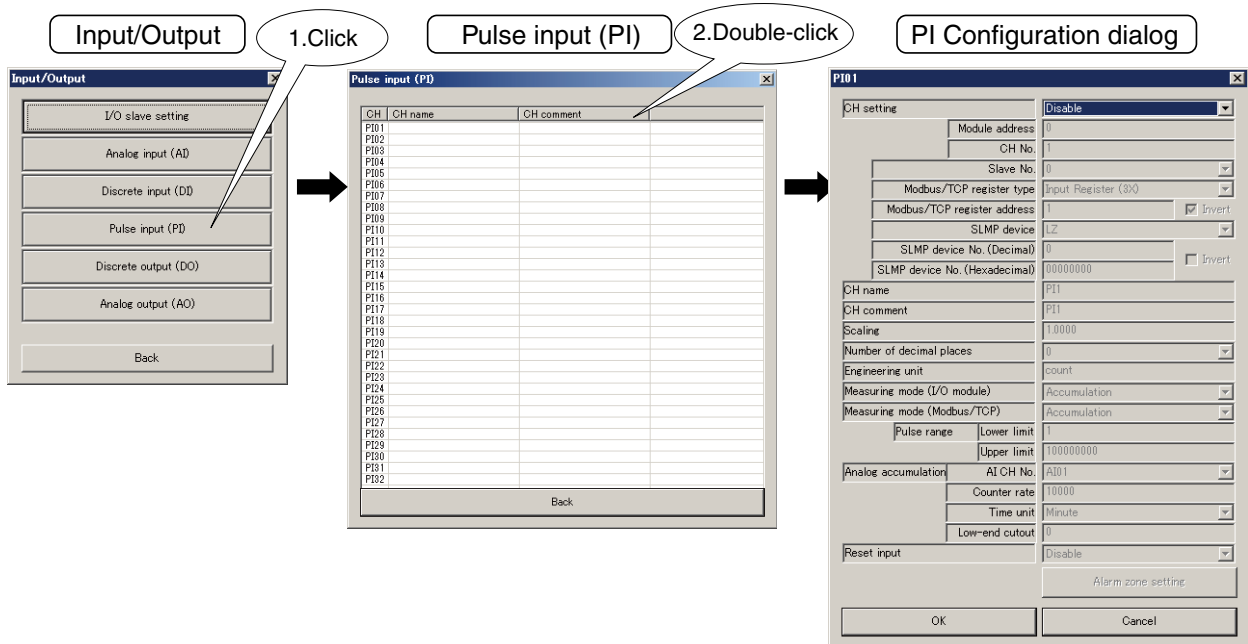 Input/Output
1.Click
Pulse input (PI)
2.Double-click
PI Configuration dialog
Input/Output
I/O slave setting
Analog input (AI)
Discrete input (DI)
Pulse input (PI)
Discrete output (DO)
Analog output (AO)
Back
Pulse input (PI)
CH CH name CH comment
PI01
PI02
PI03
PI04
PI05
PI06
PI07
PI08
PI09
PI10
PI11
PI12
PI13
PI14
PI15
PI16
PI17
PI18
PI19
PI20
PI21
PI22
PI23
PI24
PI25
PI26
PI27
PI28
PI29
PI30
PI31
PI32
Back
PI01
CH setting Disable
Module address 0
CH No. 1
Slave No. 0
Modbus/TCP register type Input Register (3X)
Modbus/TCP register address 1 Invert
SLMP device LZ
SLMP device No. (Decimal) 0
Invert
SLMP device No. (Hexadecimal) 00000000
CH name PI1
CH comment PI1
Scaling 1.0000
Number of decimal places 0
Engineering unit count
Measuring mode (I/O module) Accumulation
Measuring mode (Modbus/TCP) Accumulation
Pulse range Lower limit 1
Upper limit 100000000
Analog accumulation AI CH No. AI01
Counter rate 10000
Time unit Minute
Low-end cutout 0
Reset input Disable
Alarm zone setting
OK Cancel